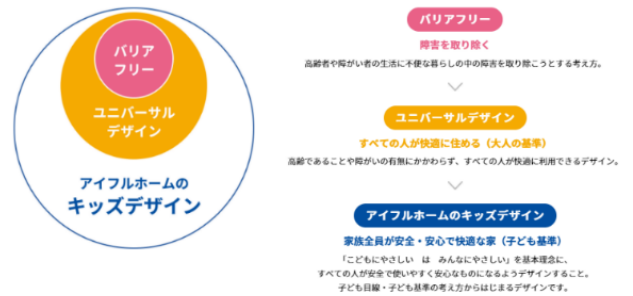 バリア
フリー
ユニバーサル
デザイン
アイフルホームの
キッズデザイン
バリアフリー
障害を取り除く
高齢者や障がい者の生活に不便な暮らしの中の障害を取り除こうとする考え方。
ユニバーサルデザイン
すべての人が快適に住める（大人の基準）
高齢であることや障がいの有無にかかわらず、すべての人が快適に利用できるデザイン。
アイフルホームのキッズデザイン
家族全員が安全・安心で快適な家（子ども基準）
「こどもにやさしい　は　みんなにやさしい」を基本理念に、
すべての人が安全で使いやすく安心なものになるようデザインすること。
子ども目線・子ども基準の考え方からはじまるデザインです。